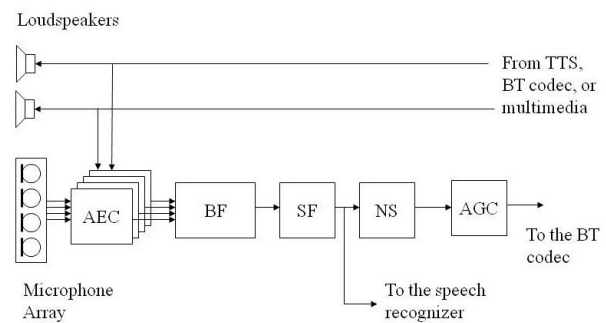 Loudspeakers
From TTS,
BT codec, or
multimedia
AEC
BF
SF
NS
AGC
To the BT
codec
Microphone
Array
To the speech
recognizer